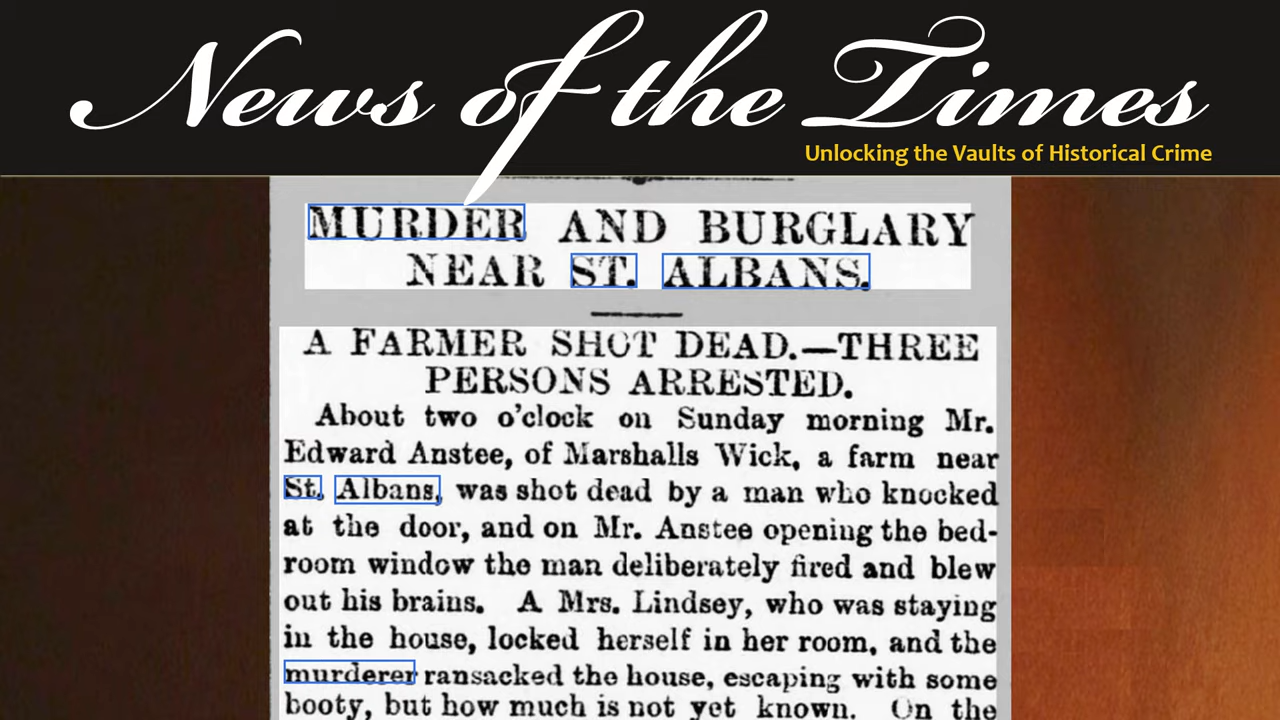 News of the Times
Unlocking the Vaults of Historical Crime
MURDER AND BURGLARY
NEAR ST. ALBANS.
A FARMER SHOT DEAD.—THREE
PERSONS ARRESTED.
About two o'clock on Sunday morning Mr.
Edward Anstee, of Marshalls Wick, a farm near
St. Albans, was shot dead by a man who knocked
at the door, and on Mr. Anstee opening the bed-
room window the man deliberately fired and blew
out his brains. A Mrs. Lindsey, who was staying
in the house, locked herself in her room, and the
murderer ransacked the house, escaping with some
booty, but how much is not yet known. On the